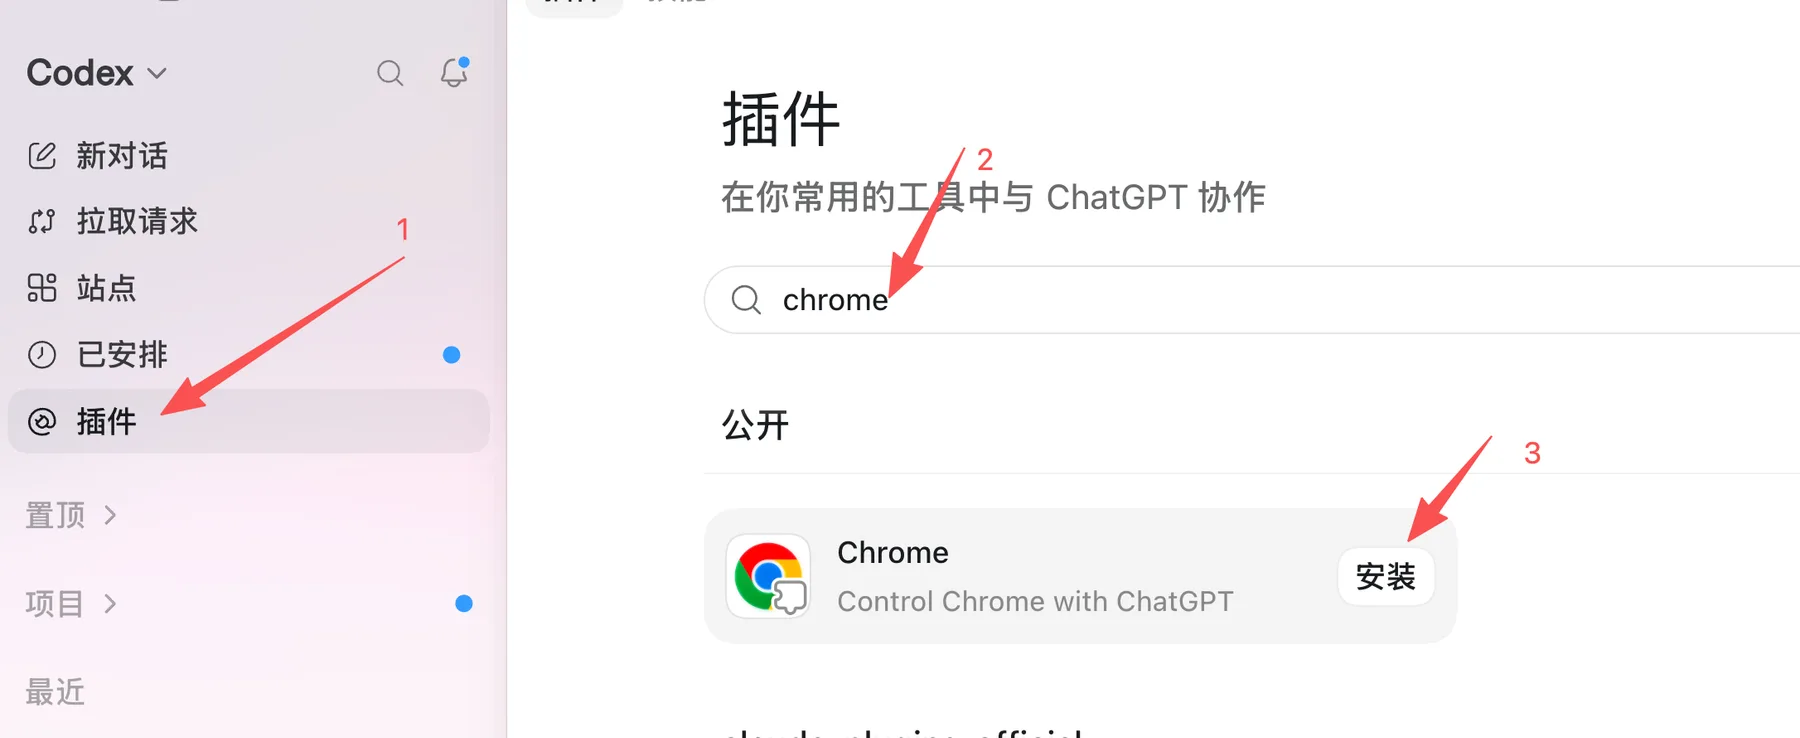 Codex
新对话
拉取请求
1
站点
已安排
插件
置顶
项目
最近
插件
2
在你常用的工具中与 ChatGPT 协作
chrome
公开
3
Chrome
安装
Control Chrome with ChatGPT